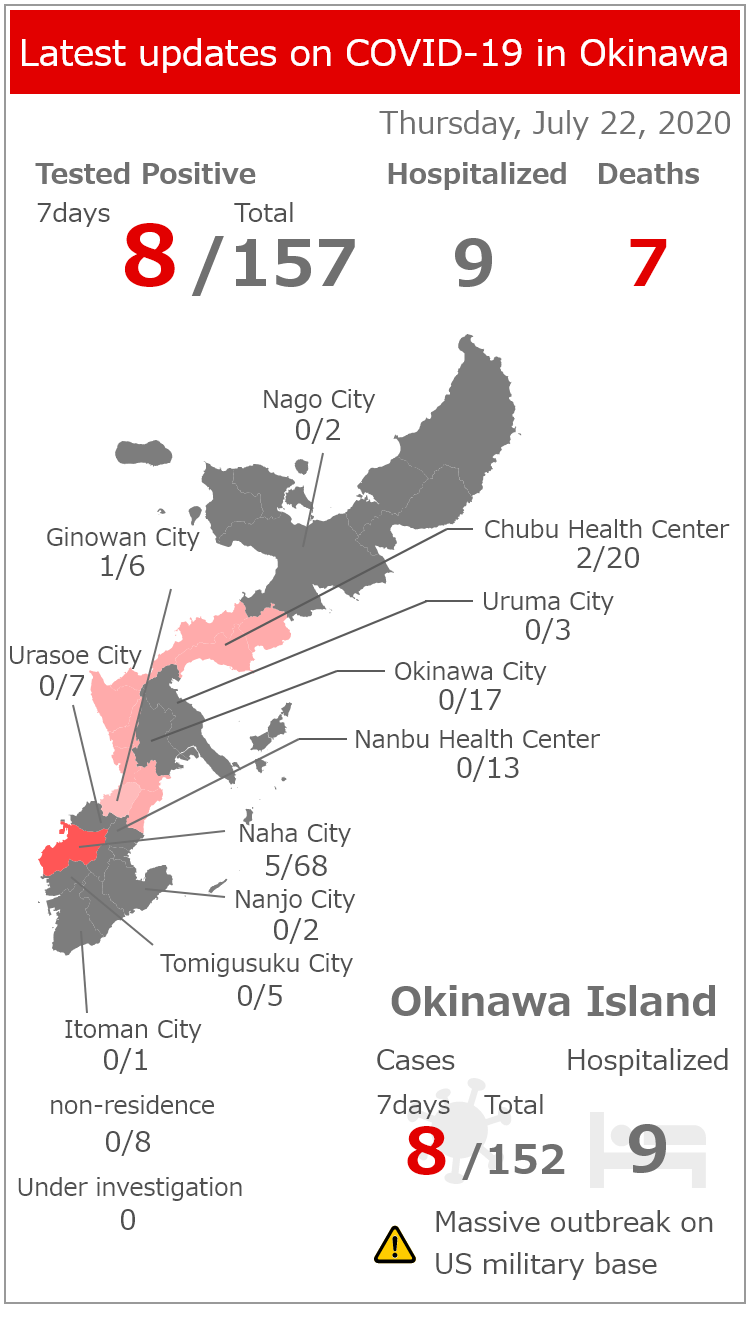 Latest updates on COVID-19 in Okinawa
Thursday, July 22, 2020
Tested Positive
Hospitalized
Deaths
7days
Total
8 /157
9
7
Nago City
0/2
Ginowan City
1/6
Chubu Health Center
2/20
Uruma City
0/3
Urasoe City
0/7
Okinawa City
0/17
Nanbu Health Center
0/13
Naha City
5/68
Nanjo City
0/2
Tomigusuku City
0/5
Itoman City
0/1
non-residence
0/8
Under investigation
0
Okinawa Island
Cases
Hospitalized
7days
Total
8 /152
9
Massive outbreak on
US military base